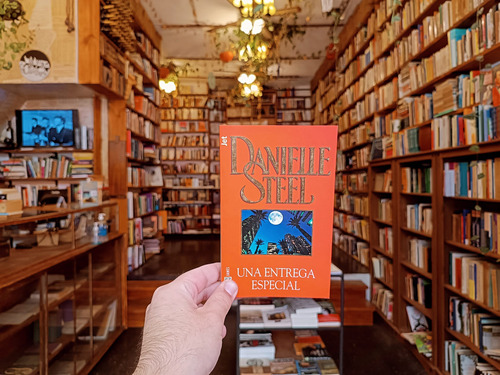 DANIELLE
STEEL
UNA ENTREGA
ESPECIAL